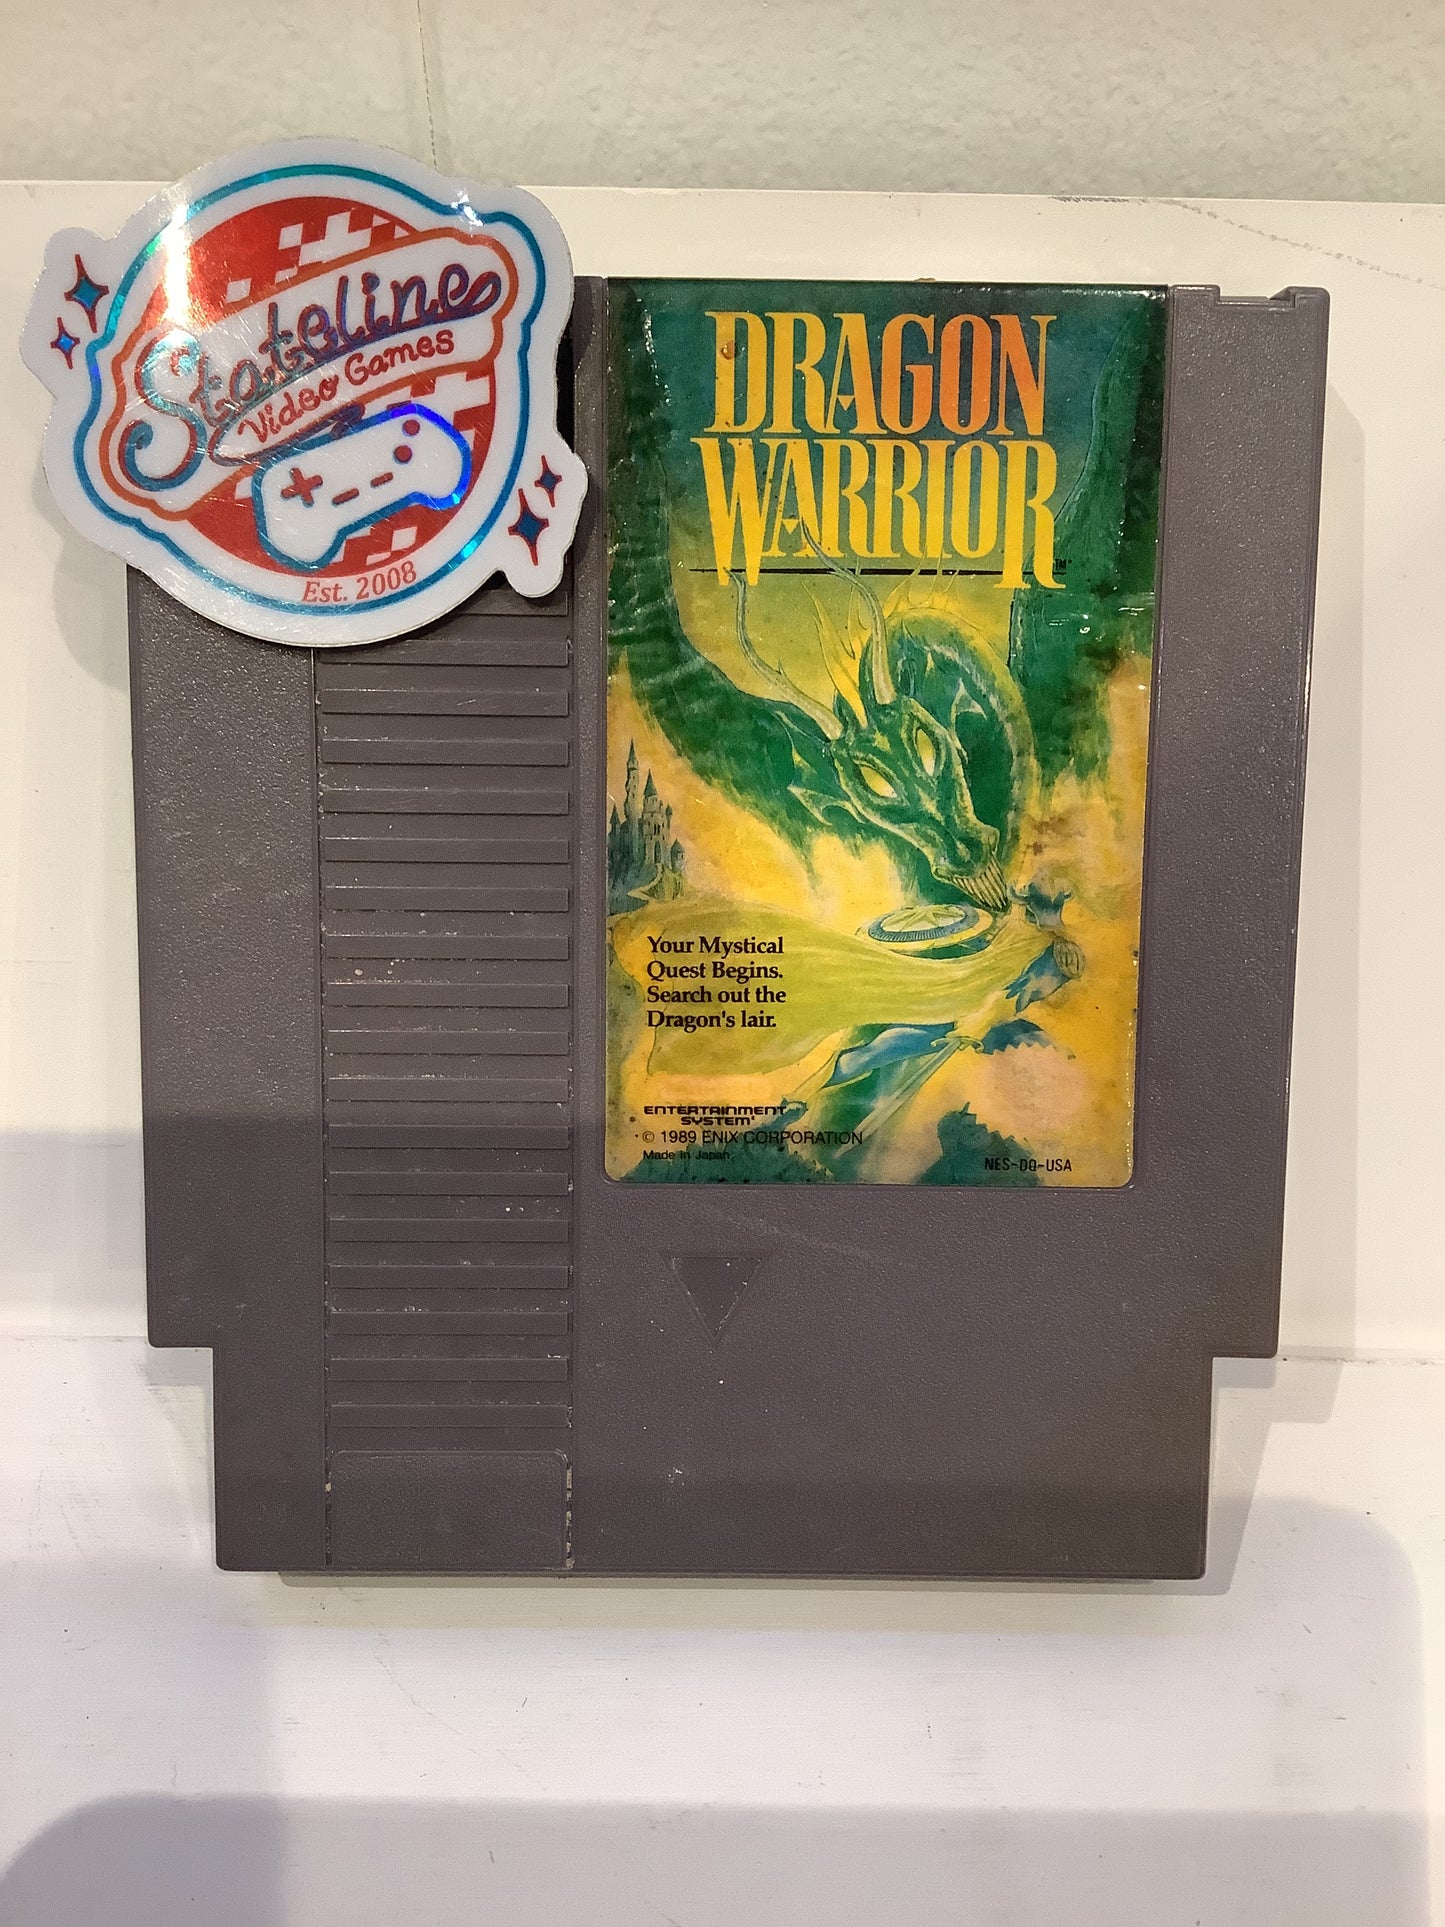 Stateline
Video Games
Est. 2008
DRAGON
WARRIOR
TM
Your Mystical
Quest Begins.
Search out the
Dragon's lair.
ENTERTAINMENT
SYSTEM
© 1989 ENIX CORPORATION
Made in Japan
NES-DQ-USA